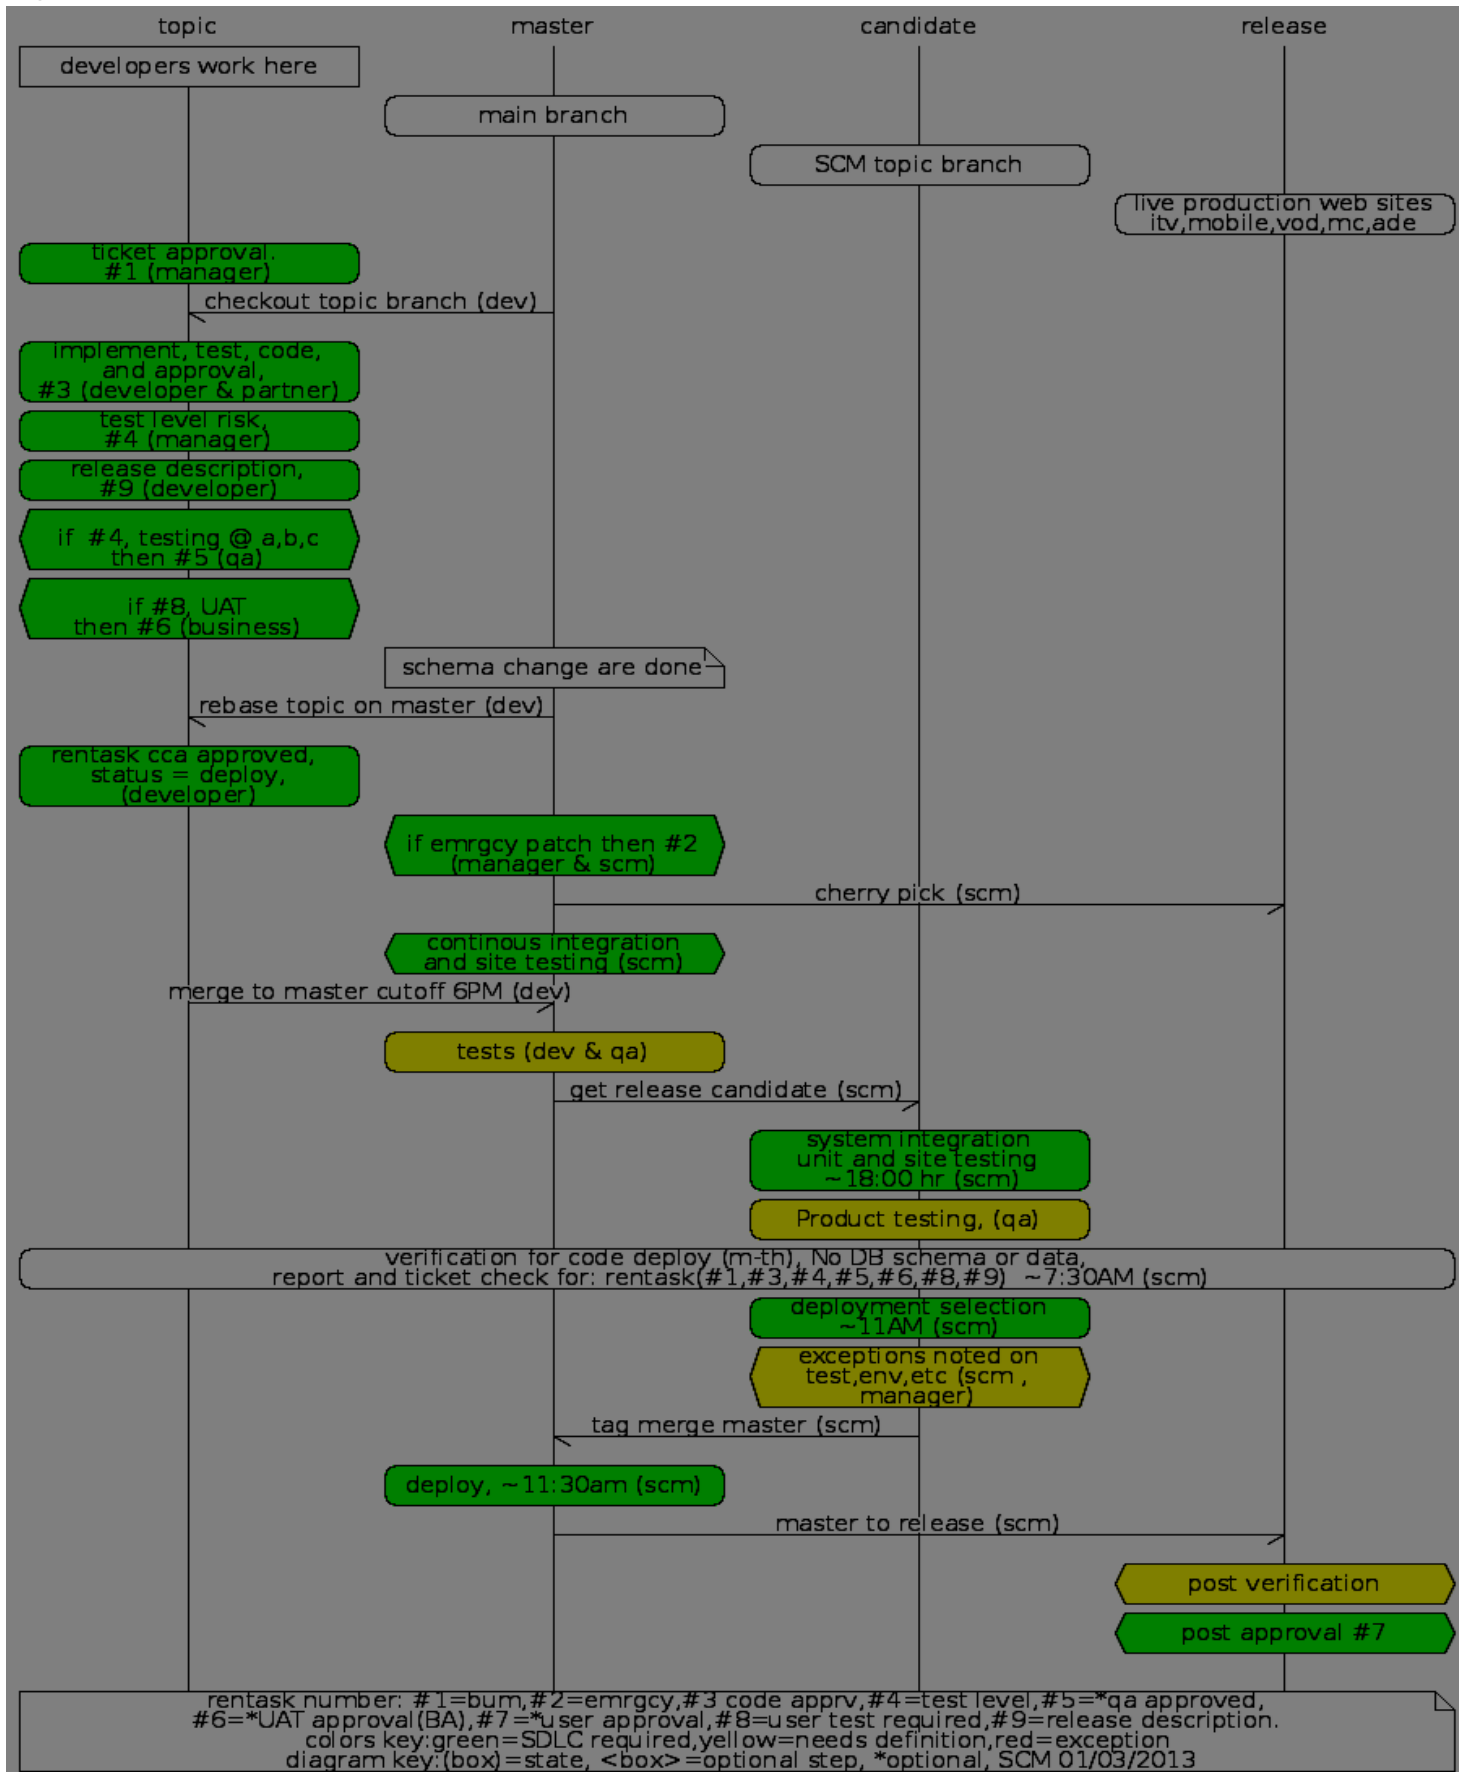 topic master candidate release
developers work here
main branch
SCM topic branch
live production web sites
itv,mobile,vod,mc,ade
ticket approval.
#1 (manager)
checkout topic branch (dev)
implement, test, code,
and approval,
#3 (developer & partner)
test level risk,
#4 (manager)
release description,
#9 (developer)
if  #4, testing @ a,b,c
then #5 (qa)
if #8, UAT
then #6 (business)
schema change are done
rebase topic on master (dev)
rentask cca approved,
status = deploy,
(developer)
if emrgcy patch then #2
(manager & scm)
cherry pick (scm)
continous integration
and site testing (scm)
merge to master cutoff 6PM (dev)
tests (dev & qa)
get release candidate (scm)
system integration
unit and site testing
~18:00 hr (scm)
Product testing, (qa)
verification for code deploy (m-th), No DB schema or data,
report and ticket check for: rentask(#1,#3,#4,#5,#6,#8,#9)  ~7:30AM (scm)
deployment selection
~11AM (scm)
exceptions noted on
test,env,etc (scm ,
manager)
tag merge master (scm)
deploy, ~11:30am (scm)
master to release (scm)
post verification
post approval #7
rentask number: #1=bum,#2=emrgcy,#3 code apprv,#4=test level,#5=*qa approved,
#6=*UAT approval(BA),#7=*user approval,#8=user test required,#9=release description.
colors key:green=SDLC required,yellow=needs definition,red=exception
diagram key:(box)=state, <box>=optional step, *optional, SCM 01/03/2013